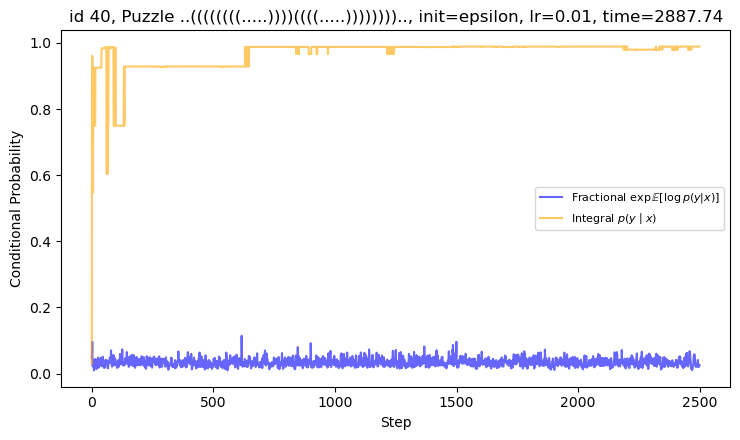 id 40, Puzzle ..((((((((.....))))((((.....)))))))).., init=epsilon, lr=0.01, time=2887.74
Conditional Probability
1.0
0.8
0.6
0.4
0.2
0.0
Fractional exp𝔼[log p(y|x)]
Integral p(y | x)
0 500 1000 1500 2000 2500
Step